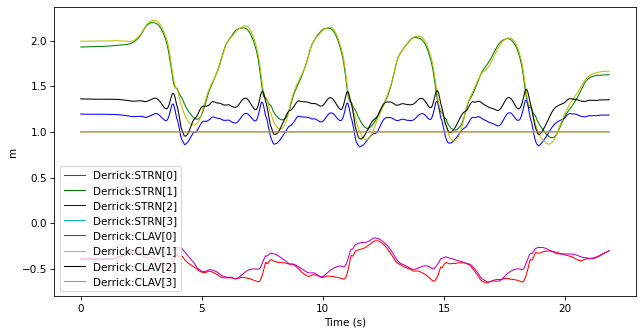 2.0
1.5
1.0
0.5
0.0
−0.5
m
Derrick:STRN[0]
Derrick:STRN[1]
Derrick:STRN[2]
Derrick:STRN[3]
Derrick:CLAV[0]
Derrick:CLAV[1]
Derrick:CLAV[2]
Derrick:CLAV[3]
0 5 10 15 20
Time (s)